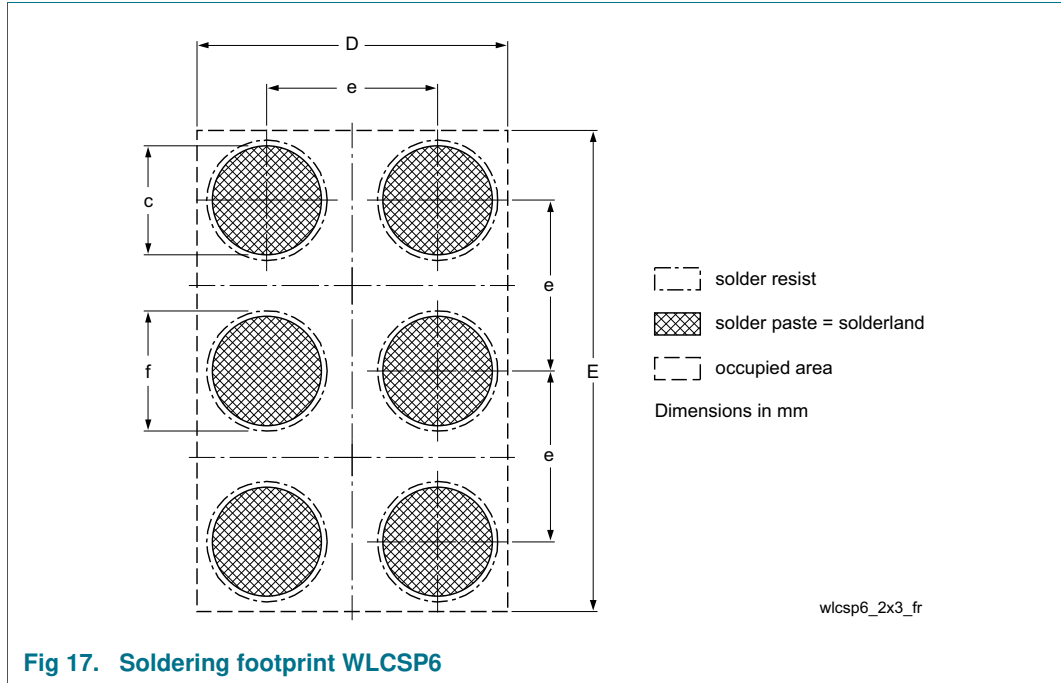 D
e
c
e
solder resist
solder paste = solderland
f
E
occupied area
Dimensions in mm
e
wlcsp6_2x3_fr
Fig 17. Soldering footprint WLCSP6